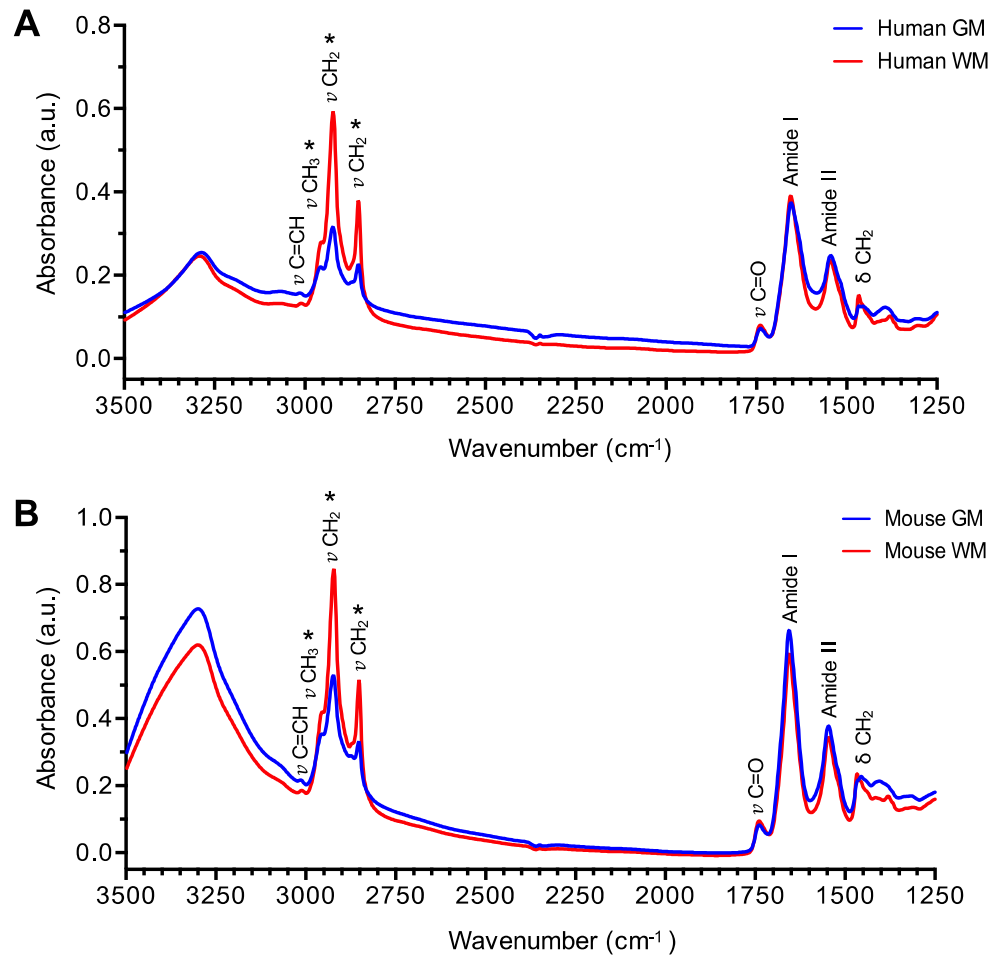 A
Human GM
Human WM
Absorbance (a.u.)
0.8
0.6
0.4
0.2
0.0
ν C=CH
ν CH₃ *
ν CH₂ *
ν CH₂ *
ν C=O
Amide I
Amide II
δ CH₂
3500 3250 3000 2750 2500 2250 2000 1750 1500 1250
Wavenumber (cm⁻¹)
B
Mouse GM
Mouse WM
Absorbance (a.u.)
1.0
0.8
0.6
0.4
0.2
0.0
ν C=CH
ν CH₃ *
ν CH₂ *
ν CH₂ *
ν C=O
Amide I
Amide II
δ CH₂
3500 3250 3000 2750 2500 2250 2000 1750 1500 1250
Wavenumber (cm⁻¹)